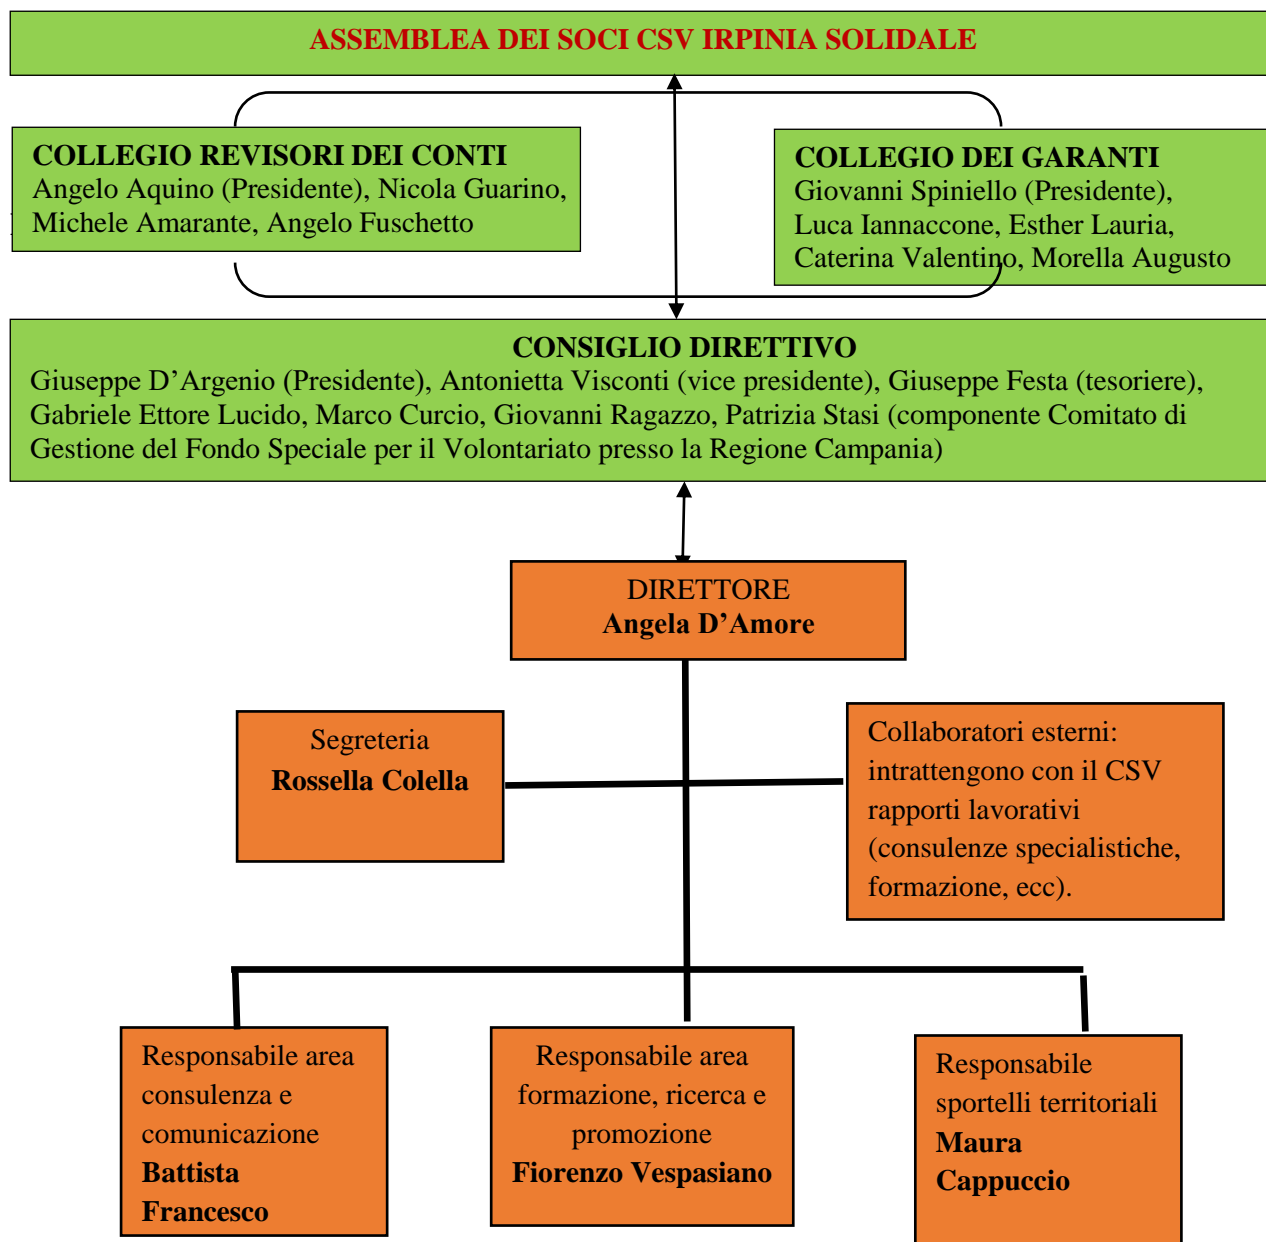 ASSEMBLEA DEI SOCI CSV IRPINIA SOLIDALE
COLLEGIO REVISORI DEI CONTI
Angelo Aquino (Presidente), Nicola Guarino,
Michele Amarante, Angelo Fuschetto
COLLEGIO DEI GARANTI
Giovanni Spiniello (Presidente),
Luca Iannaccone, Esther Lauria,
Caterina Valentino, Morella Augusto
CONSIGLIO DIRETTIVO
Giuseppe D’Argenio (Presidente), Antonietta Visconti (vice presidente), Giuseppe Festa (tesoriere),
Gabriele Ettore Lucido, Marco Curcio, Giovanni Ragazzo, Patrizia Stasi (componente Comitato di
Gestione del Fondo Speciale per il Volontariato presso la Regione Campania)
DIRETTORE
Angela D’Amore
Segreteria
Rossella Colella
Collaboratori esterni:
intrattengono con il CSV
rapporti lavorativi
(consulenze specialistiche,
formazione, ecc).
Responsabile area
consulenza e
comunicazione
Battista
Francesco
Responsabile area
formazione, ricerca e
promozione
Fiorenzo Vespasiano
Responsabile
sportelli territoriali
Maura
Cappuccio